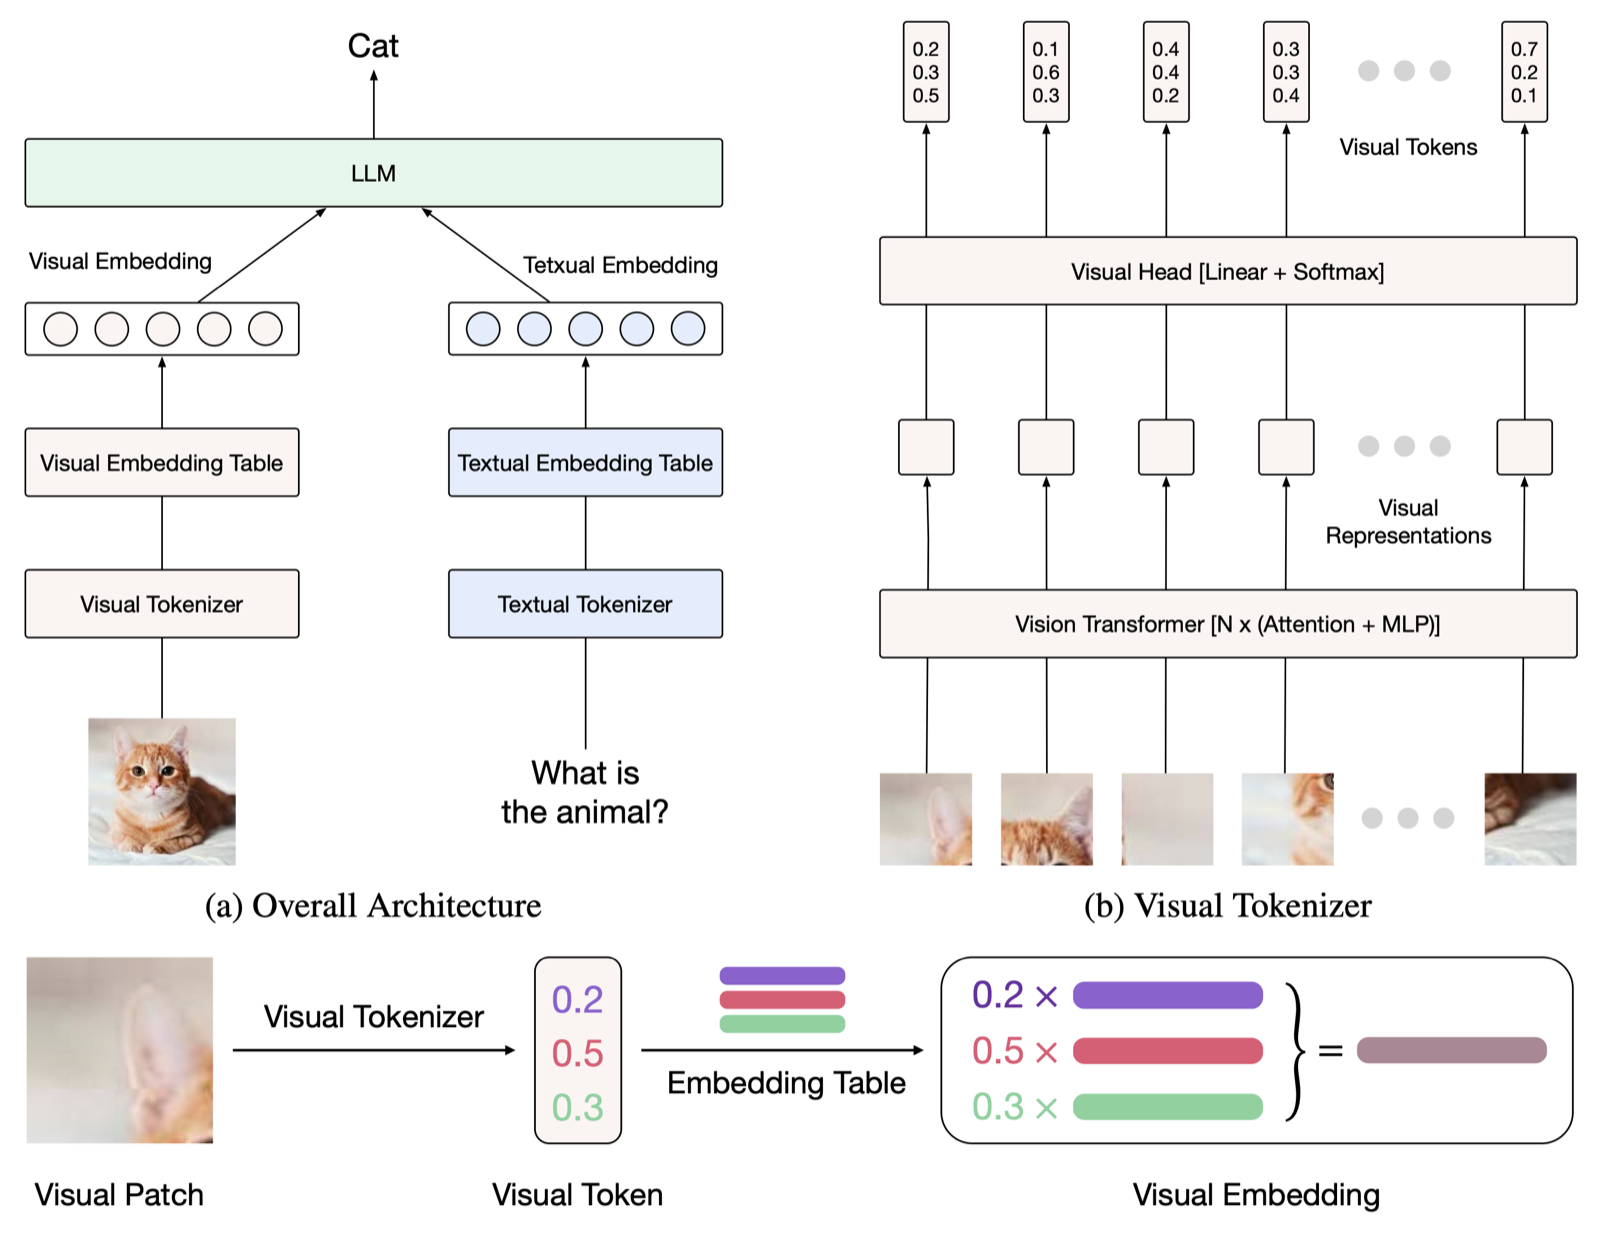 Cat
LLM
Visual Embedding
Tetxual Embedding
Visual Embedding Table
Textual Embedding Table
Visual Tokenizer
Textual Tokenizer
What is
the animal?
(a) Overall Architecture
0.2 0.1 0.4 0.3 0.7
0.3 0.6 0.4 0.3 0.2
0.5 0.3 0.2 0.4 0.1
Visual Tokens
Visual Head [Linear + Softmax]
Visual
Representations
Vision Transformer [N x (Attention + MLP)]
(b) Visual Tokenizer
Visual Tokenizer
0.2
0.5
0.3
Embedding Table
0.2 ×
0.5 ×
0.3 ×
=
Visual Patch
Visual Token
Visual Embedding